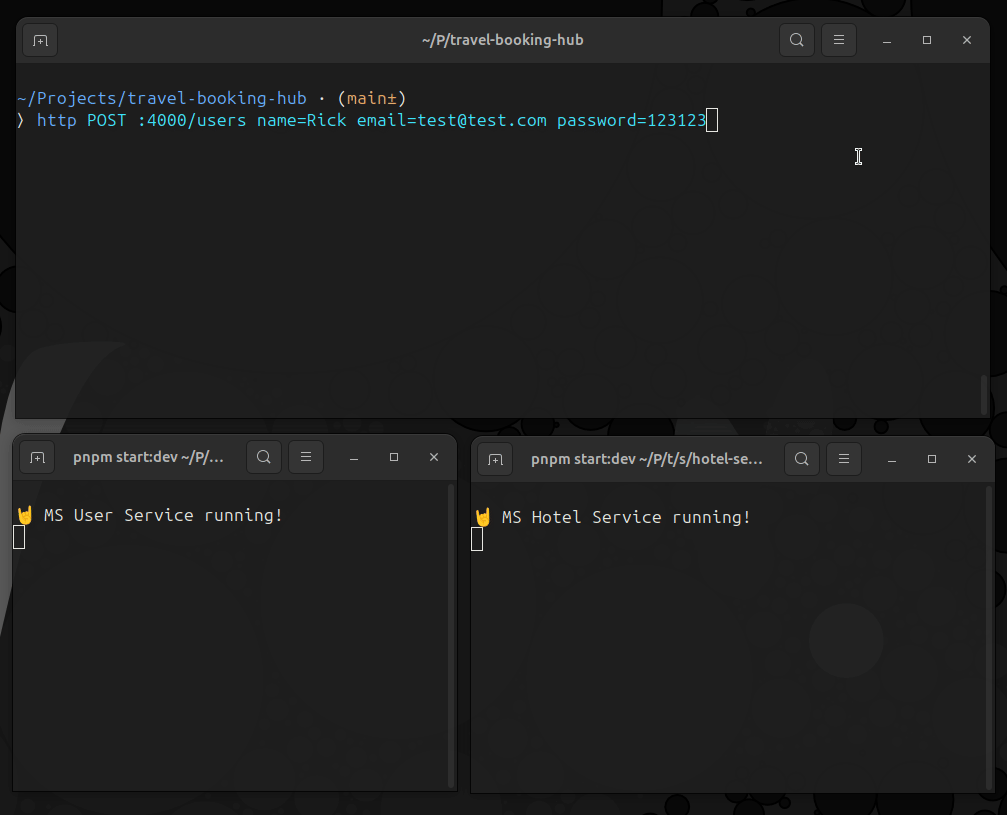 ~/P/travel-booking-hub
~/Projects/travel-booking-hub · (main±)
❭ http POST :4000/users name=Rick email=test@test.com password=123123
pnpm start:dev ~/P/...
🤘 MS User Service running!
pnpm start:dev ~/P/t/s/hotel-se...
🤘 MS Hotel Service running!